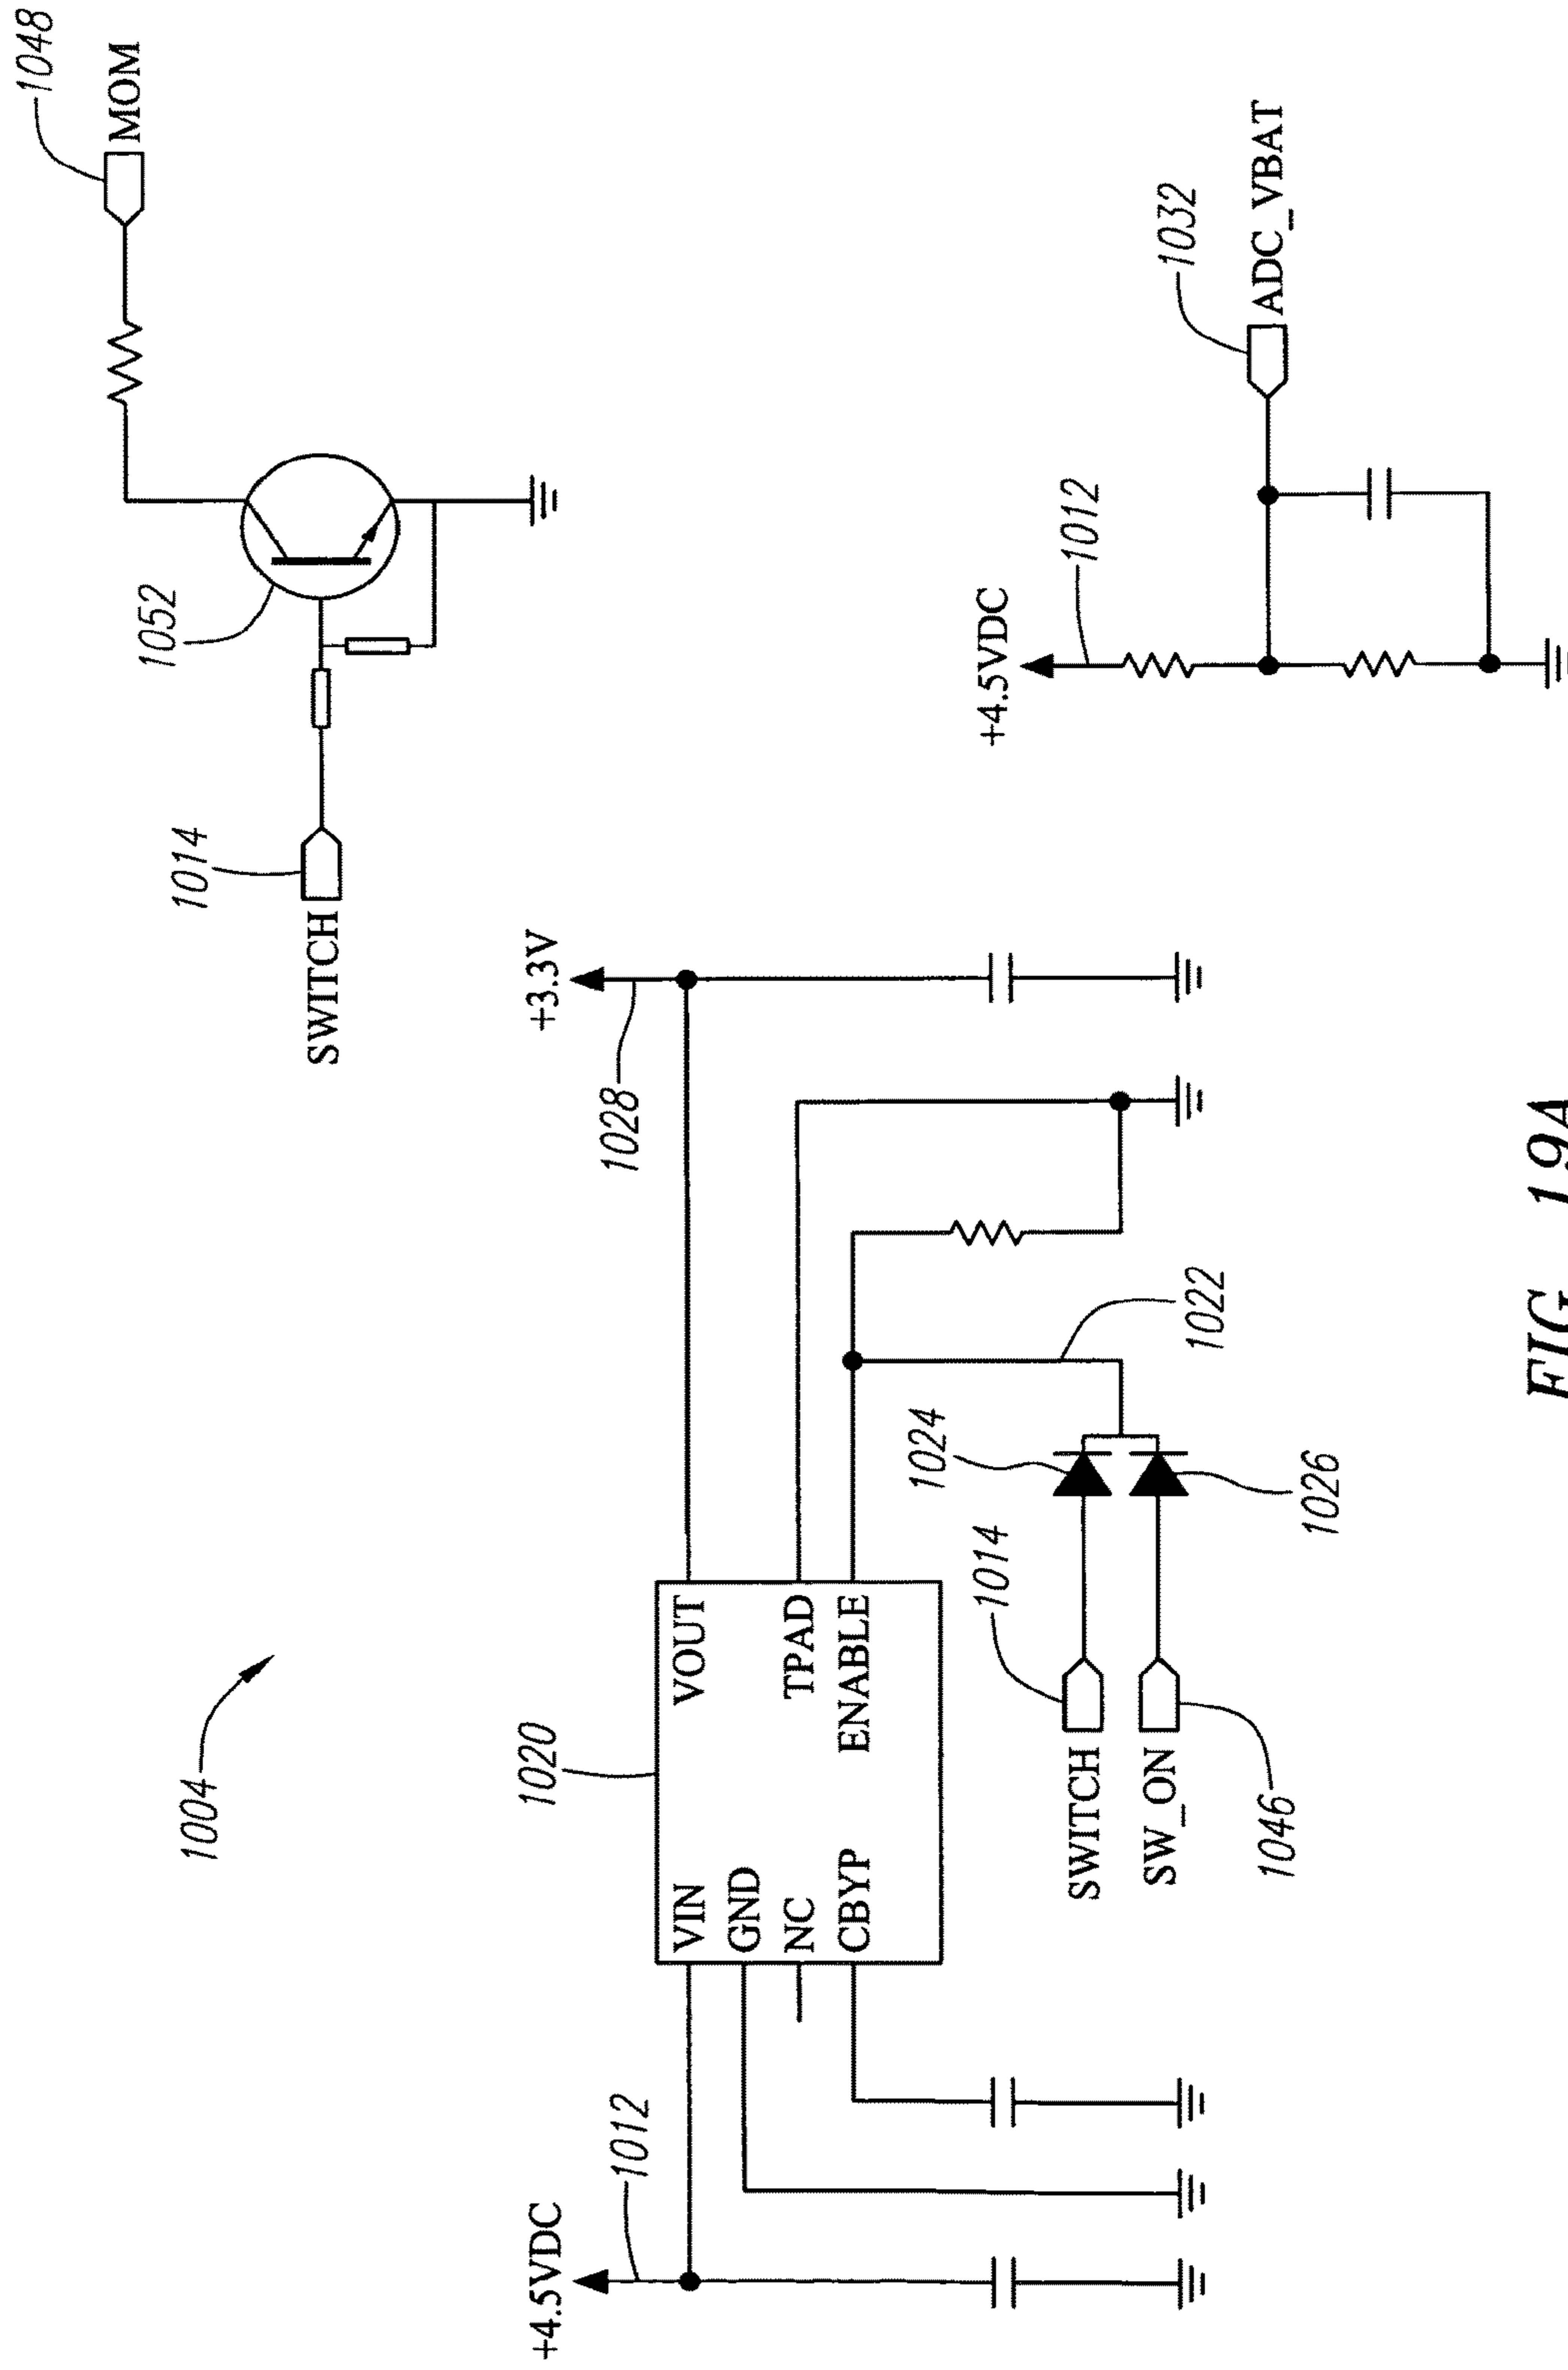 1004
1048
MOM
1052
1014
SWITCH
+4.5VDC
1012
1032
ADC_VBAT
+4.5VDC
1012
1020
VIN
GND
NC
CBYP
VOUT
TPAD
ENABLE
+3.3V
1028
1024
1014
SWITCH
SW_ON
1046
1026
1022
FIG. 19A